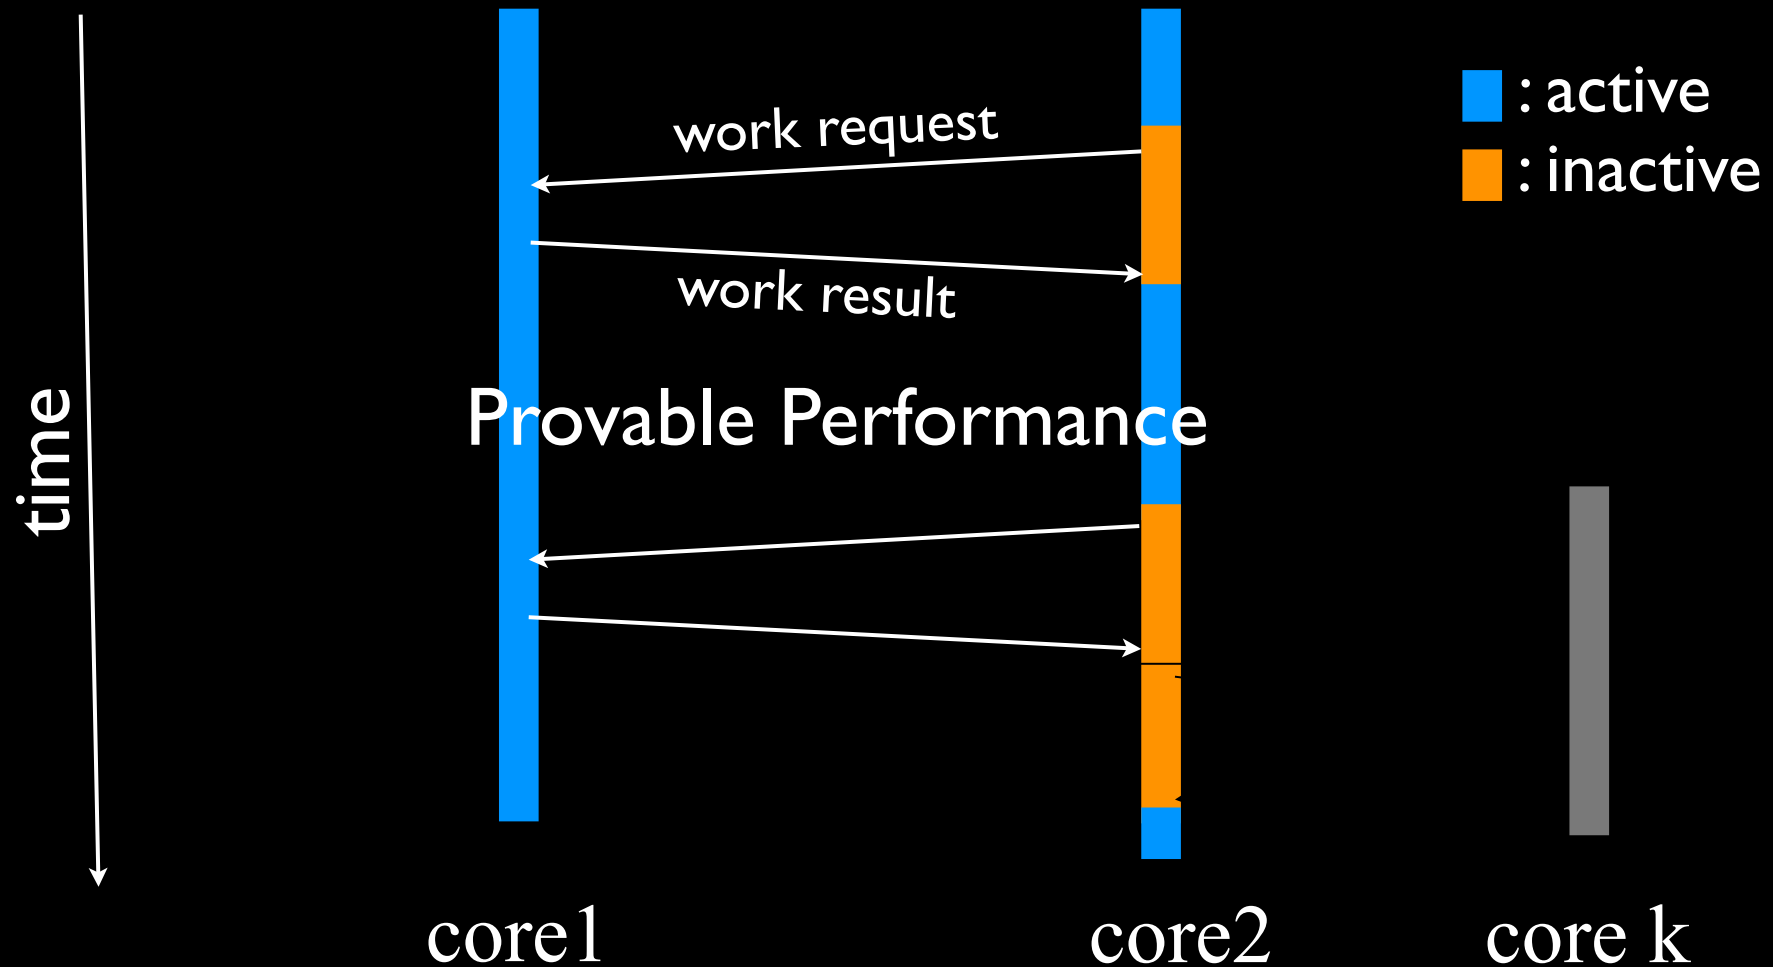 : active
work request
: inactive
work result
Provable Performance
time
core1
core2
core k